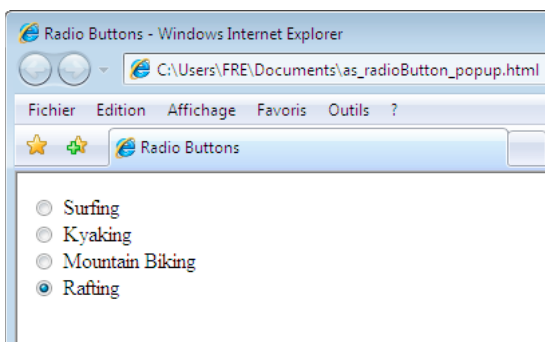 Radio Buttons - Windows Internet Explorer
C:\Users\FRE\Documents\as_radioButton_popup.html
Fichier Edition Affichage Favoris Outils ?
Radio Buttons
Surfing
Kyaking
Mountain Biking
Rafting